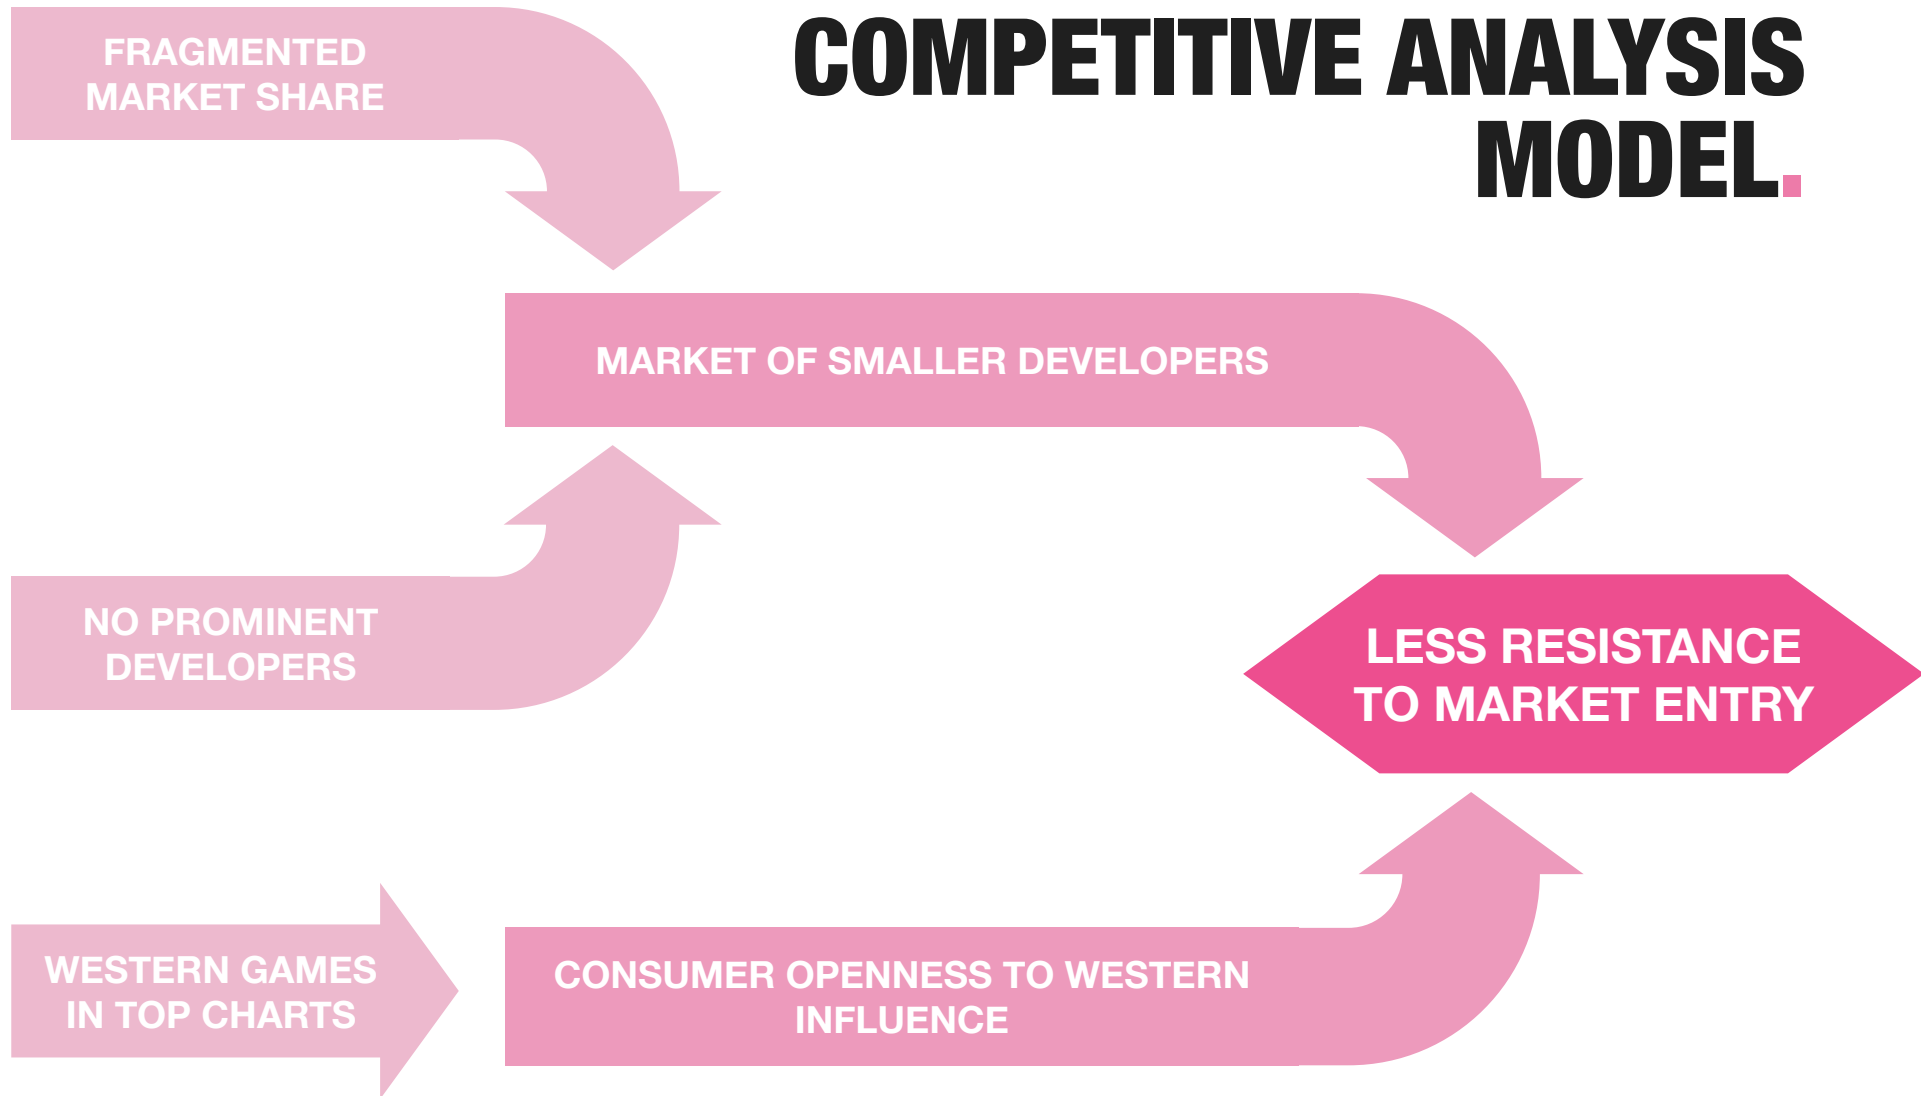 COMPETITIVE ANALYSIS
MODEL.
FRAGMENTED
MARKET SHARE
MARKET OF SMALLER DEVELOPERS
NO PROMINENT
DEVELOPERS
LESS RESISTANCE
TO MARKET ENTRY
WESTERN GAMES
IN TOP CHARTS
CONSUMER OPENNESS TO WESTERN
INFLUENCE